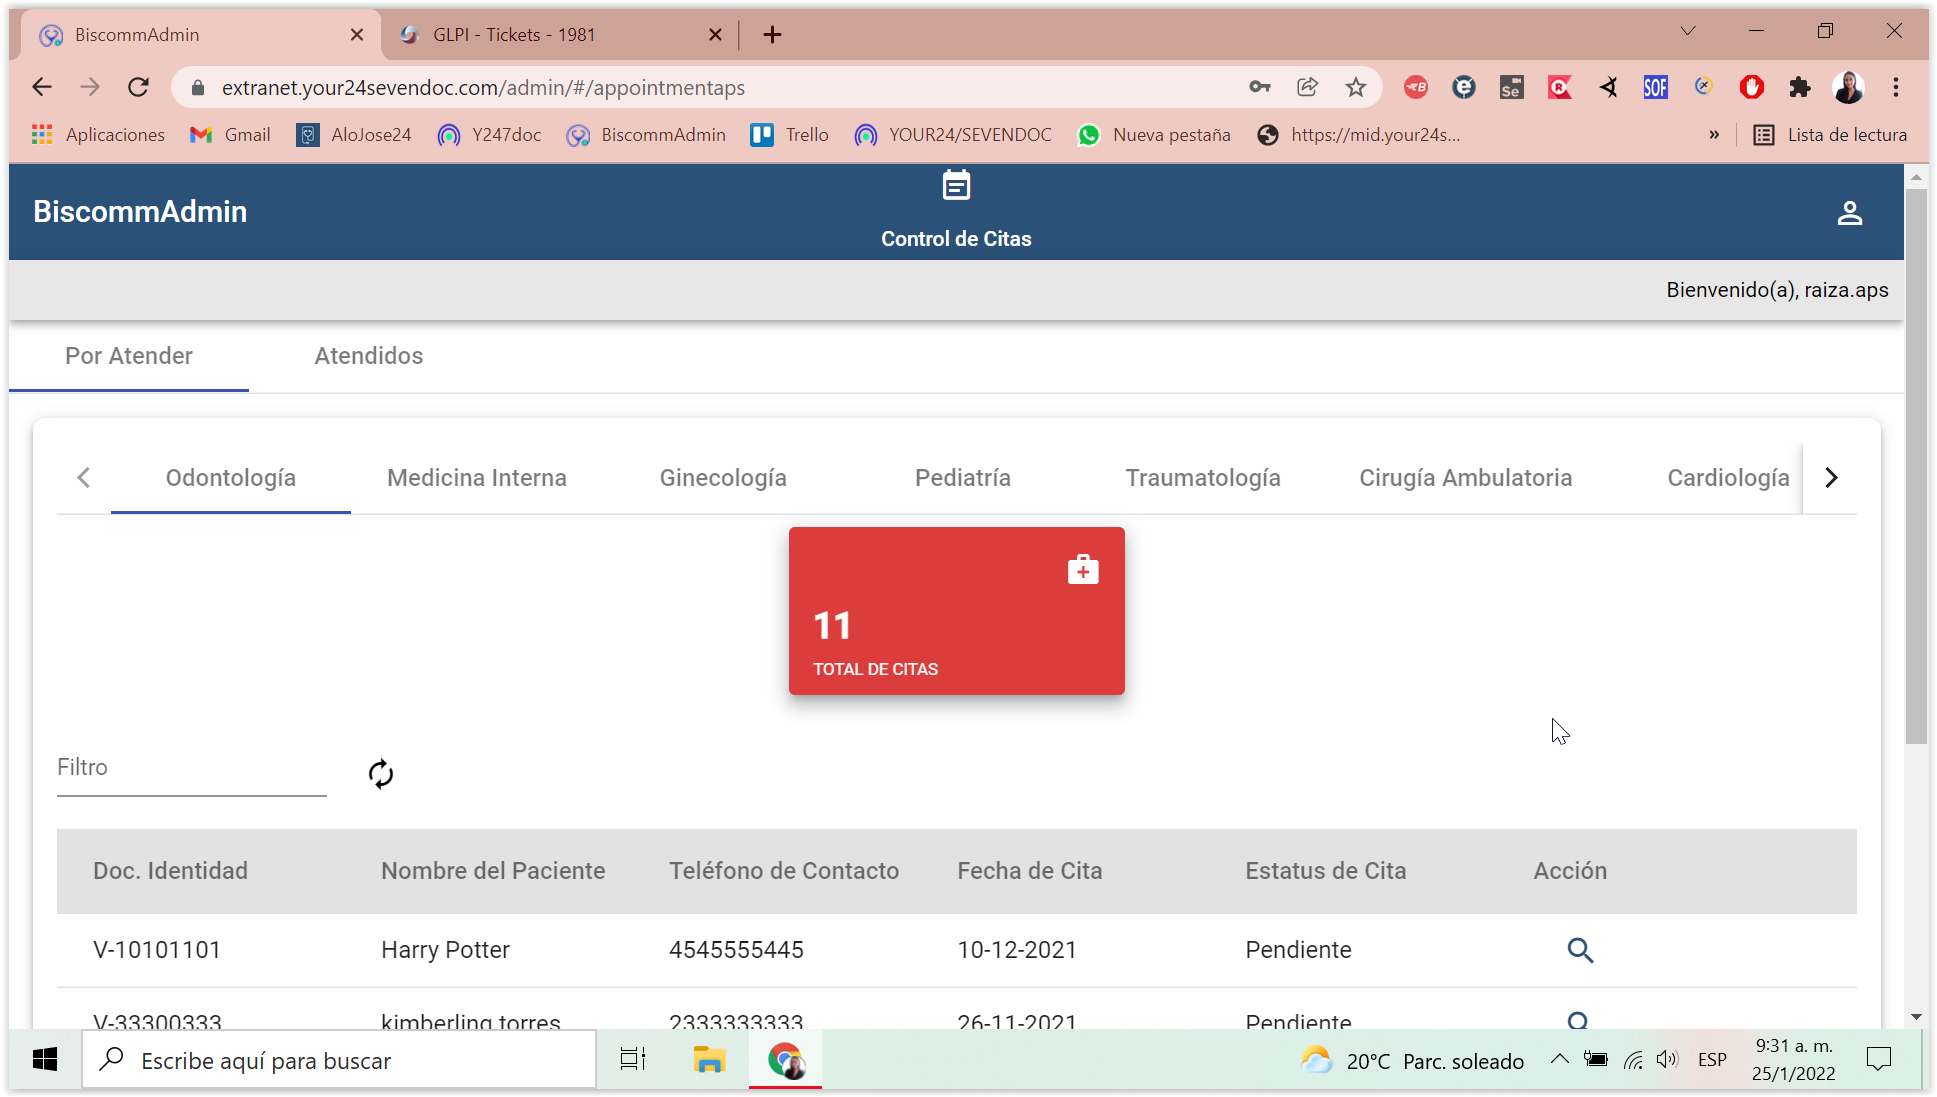 BiscommAdmin
GLPI - Tickets - 1981
extranet.your24sevendoc.com/admin/#/appointmentaps
Se
SOF
Aplicaciones
Gmail
AloJose24
Y247doc
BiscommAdmin
Trello
YOUR24/SEVENDOC
Nueva pestaña
https://mid.your24s...
»
Lista de lectura
BiscommAdmin
Control de Citas
Bienvenido(a), raiza.aps
Por Atender
Atendidos
Odontología
Medicina Interna
Ginecología
Pediatría
Traumatología
Cirugía Ambulatoria
Cardiología
11
TOTAL DE CITAS
Filtro
Doc. Identidad Nombre del Paciente Teléfono de Contacto Fecha de Cita Estatus de Cita Acción
V-10101101 Harry Potter 4545555445 10-12-2021 Pendiente
V-33300333 kimberling torres 2333333333 26-11-2021 Pendiente
Escribe aquí para buscar
20°C Parc. soleado
ESP
9:31 a. m.
25/1/2022